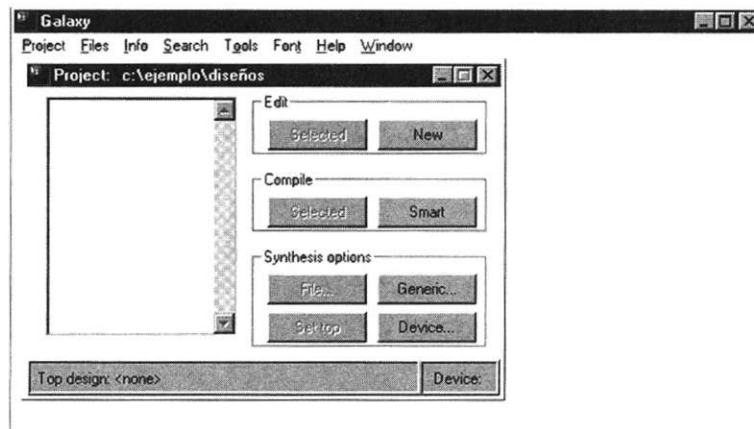 Galaxy
Project Files Info Search Tools Font Help Window
Project: c:\ejemplo\diseños
Edit
Selected New
Compile
Selected Smart
Synthesis options
File... Generic...
Set top Device...
Top design: <none> Device: